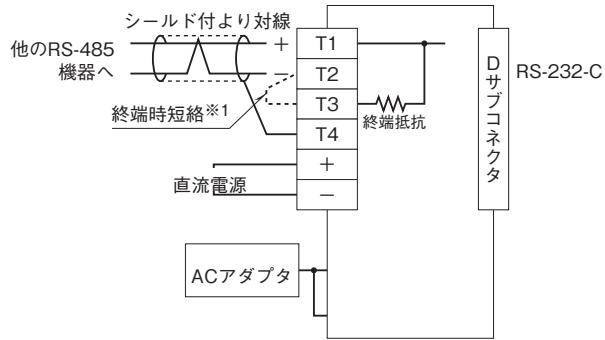 シールド付より対線
他のRS-485
機器へ
+
−
T1
T2
T3
T4
+
−
終端時短絡※1
終端抵抗
直流電源
ACアダプタ
Dサブコネクタ
RS-232-C